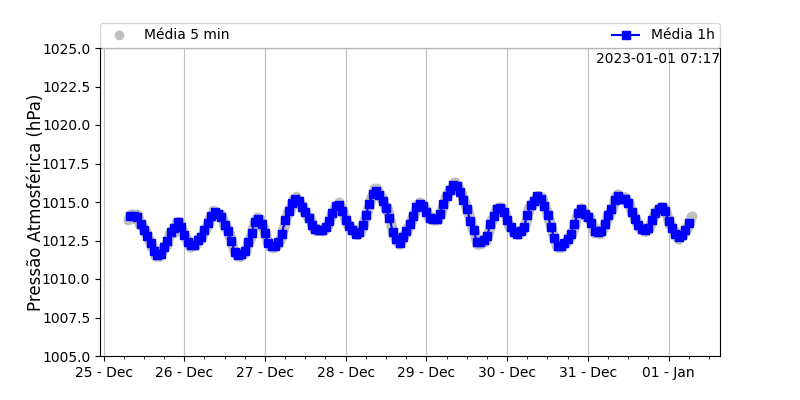 Média 5 min
Média 1h
2023-01-01 07:17
Pressão Atmosférica (hPa)
1025.0
1022.5
1020.0
1017.5
1015.0
1012.5
1010.0
1007.5
1005.0
25 - Dec
26 - Dec
27 - Dec
28 - Dec
29 - Dec
30 - Dec
31 - Dec
01 - Jan